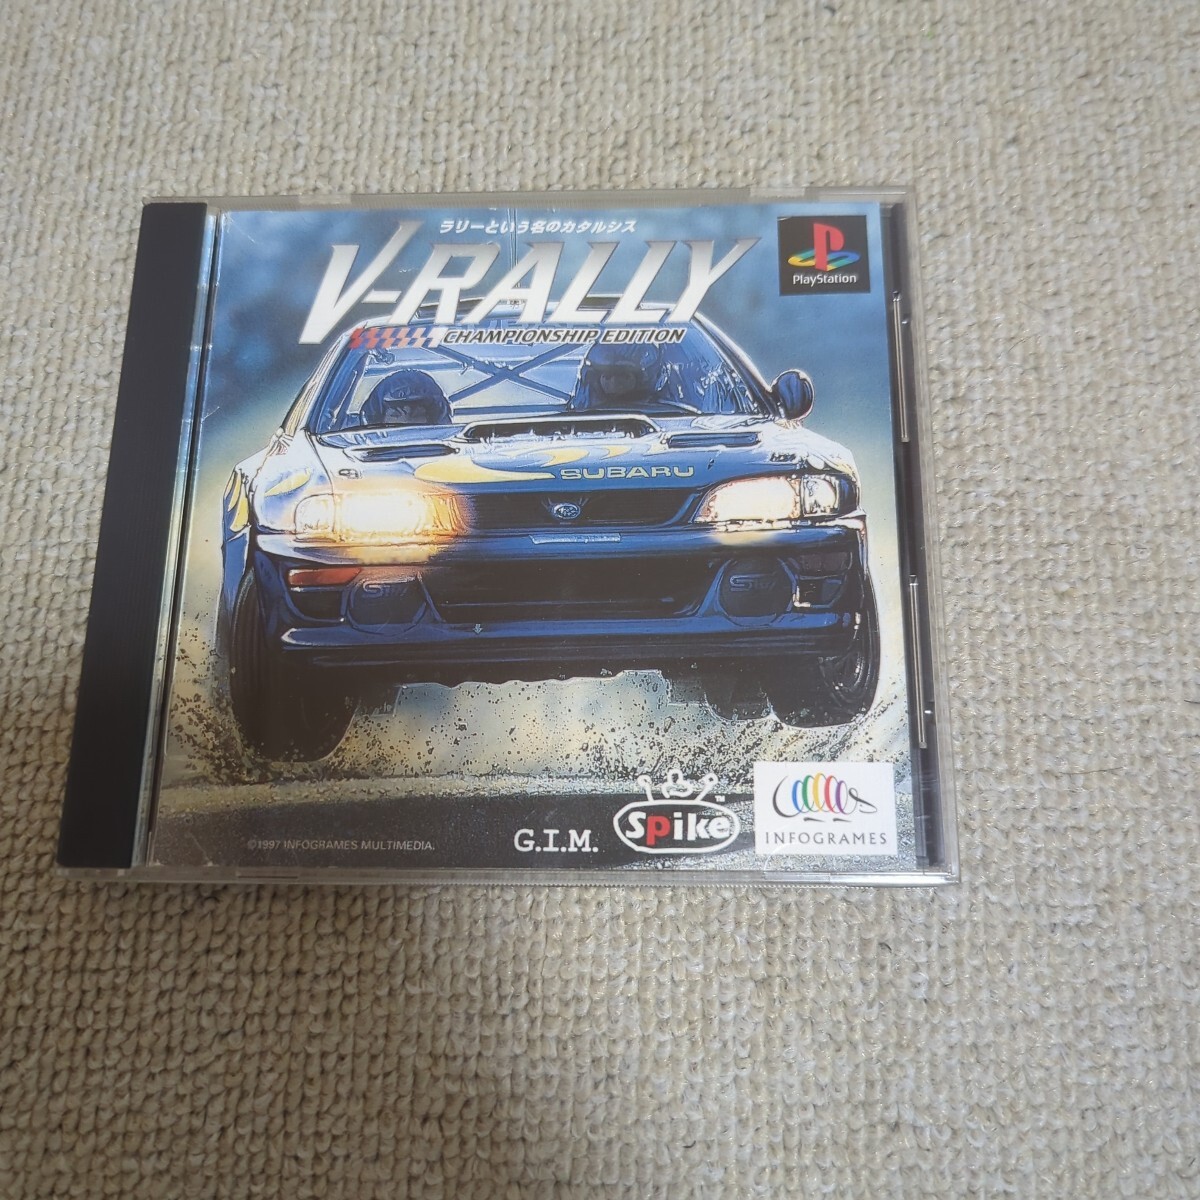 ラリーという名のカタルシス
V-RALLY
CHAMPIONSHIP EDITION
PlayStation
SUBARU
©1997 INFOGRAMES MULTIMEDIA.
G.I.M.
Spike™
INFOGRAMES